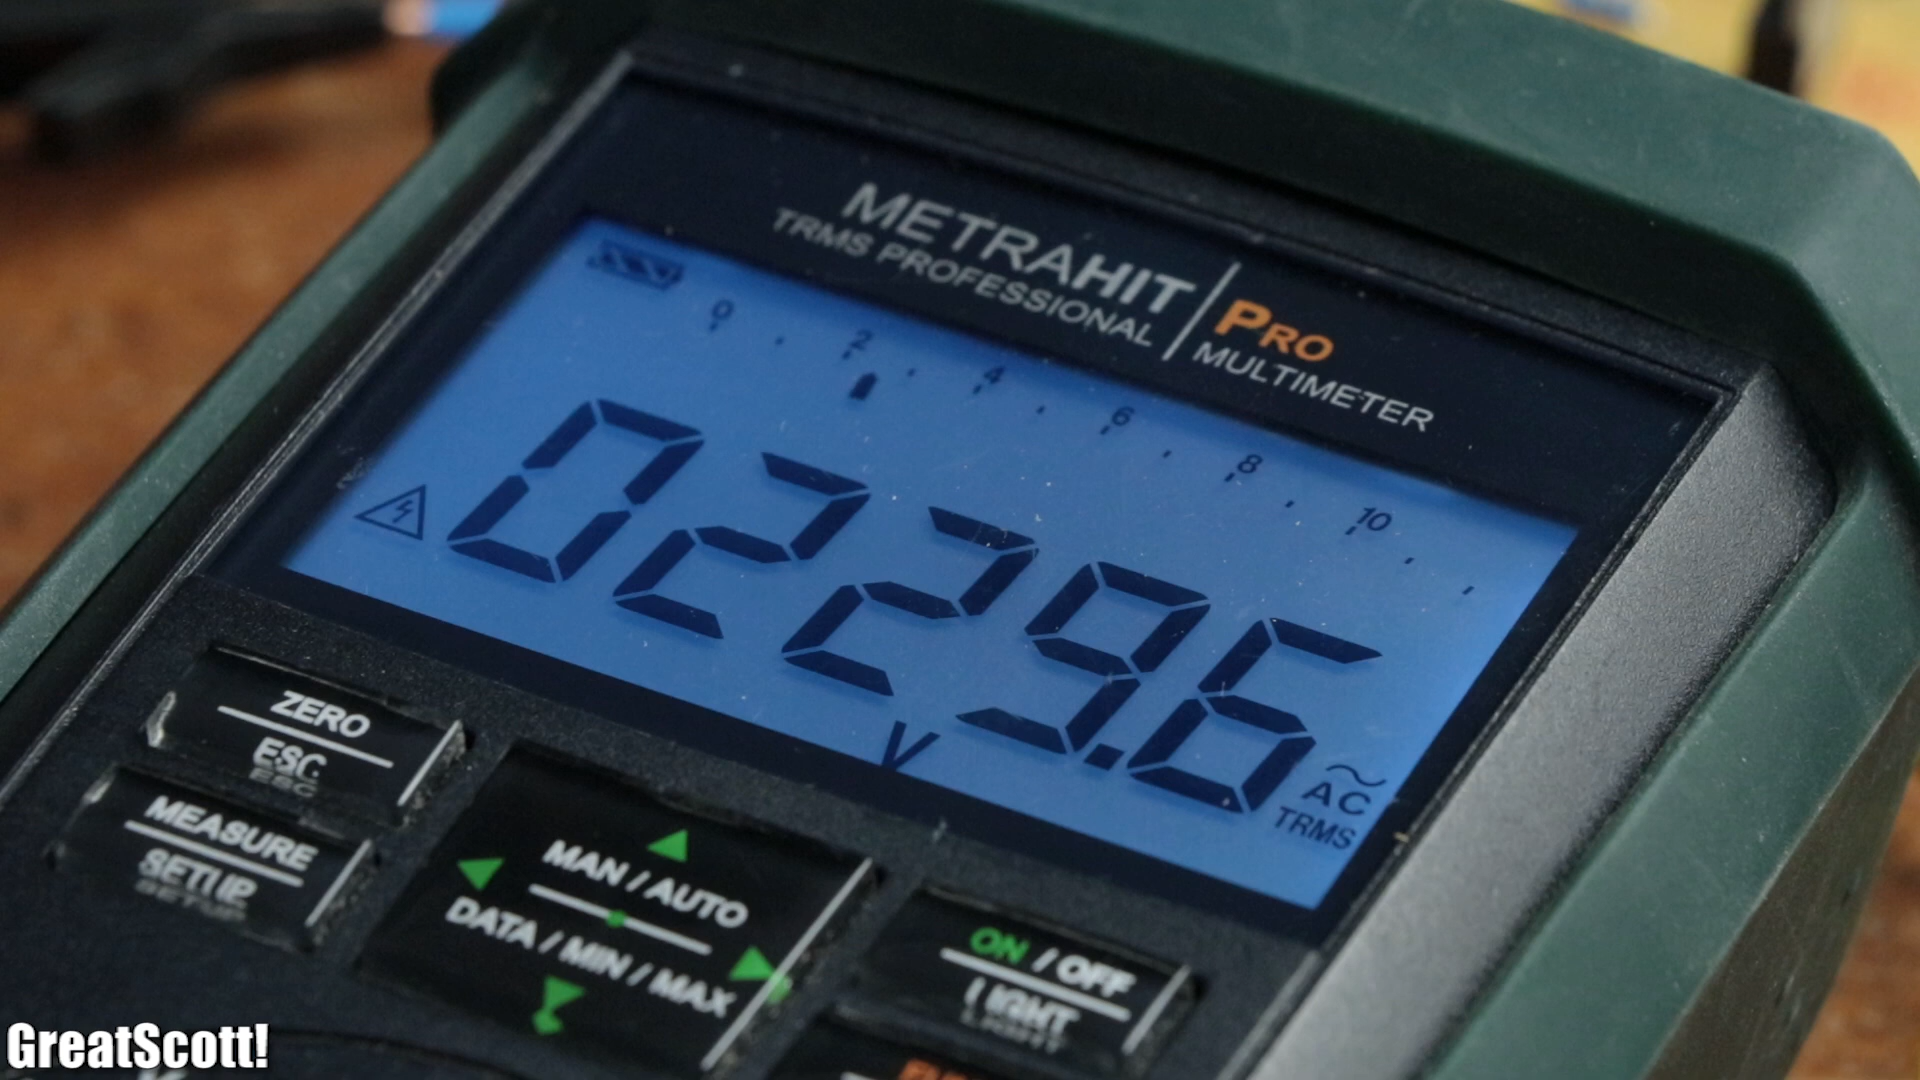 METRAHIT PRO
TRMS PROFESSIONAL MULTIMETER
0 2 4 6 8 10
0229.6
V
AC
TRMS
ZERO
ESC
MEASURE
SETUP
MAN / AUTO
DATA / MIN / MAX
ON / OFF
LIGHT
GreatScott!